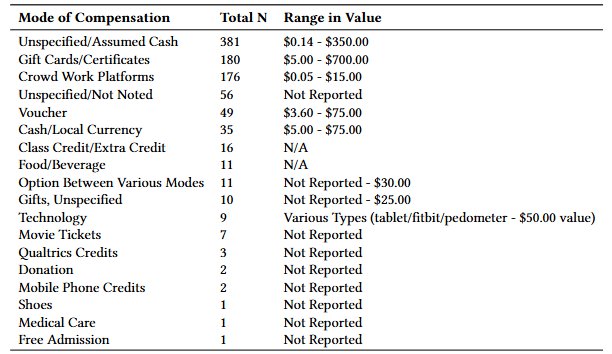 Mode of Compensation Total N Range in Value
Unspecified/Assumed Cash 381 $0.14 - $350.00
Gift Cards/Certificates 180 $5.00 - $700.00
Crowd Work Platforms 176 $0.05 - $15.00
Unspecified/Not Noted 56 Not Reported
Voucher 49 $3.60 - $75.00
Cash/Local Currency 35 $5.00 - $75.00
Class Credit/Extra Credit 16 N/A
Food/Beverage 11 N/A
Option Between Various Modes 11 Not Reported - $30.00
Gifts, Unspecified 10 Not Reported - $25.00
Technology 9 Various Types (tablet/fitbit/pedometer - $50.00 value)
Movie Tickets 7 Not Reported
Qualtrics Credits 3 Not Reported
Donation 2 Not Reported
Mobile Phone Credits 2 Not Reported
Shoes 1 Not Reported
Medical Care 1 Not Reported
Free Admission 1 Not Reported